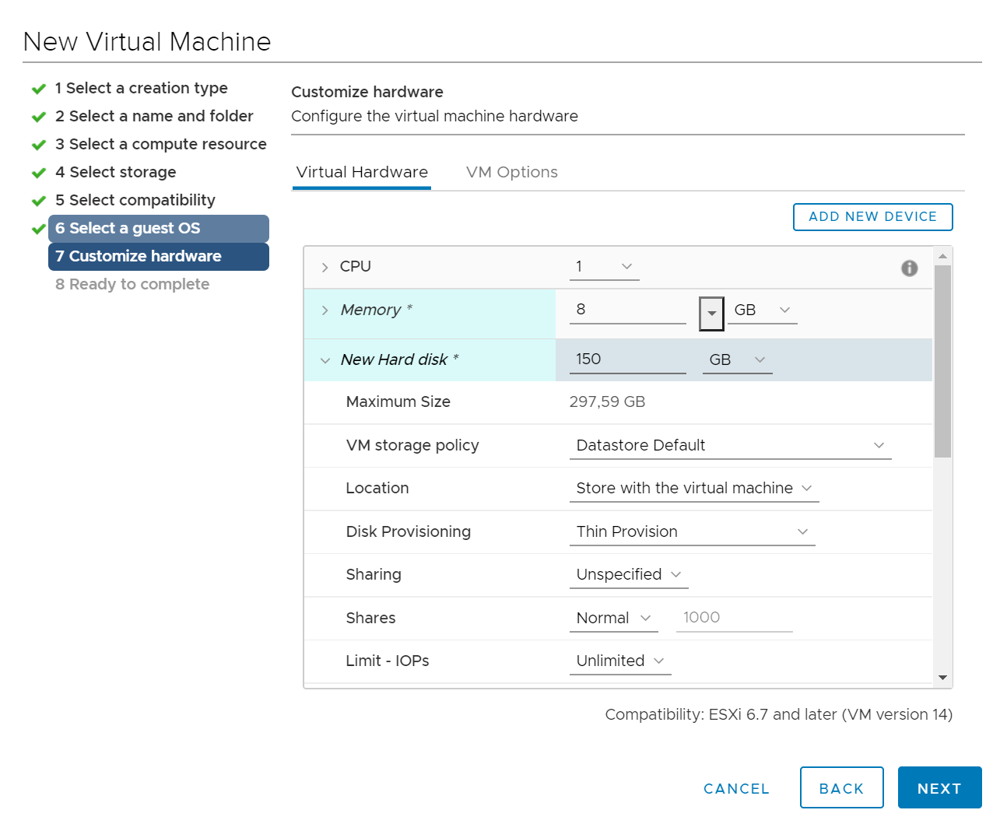 New Virtual Machine
1 Select a creation type
2 Select a name and folder
3 Select a compute resource
4 Select storage
5 Select compatibility
6 Select a guest OS
7 Customize hardware
8 Ready to complete
Customize hardware
Configure the virtual machine hardware
Virtual Hardware VM Options
ADD NEW DEVICE
CPU 1
Memory * 8 GB
New Hard disk * 150 GB
Maximum Size 297,59 GB
VM storage policy Datastore Default
Location Store with the virtual machine
Disk Provisioning Thin Provision
Sharing Unspecified
Shares Normal 1000
Limit - IOPs Unlimited
Compatibility: ESXi 6.7 and later (VM version 14)
CANCEL BACK NEXT